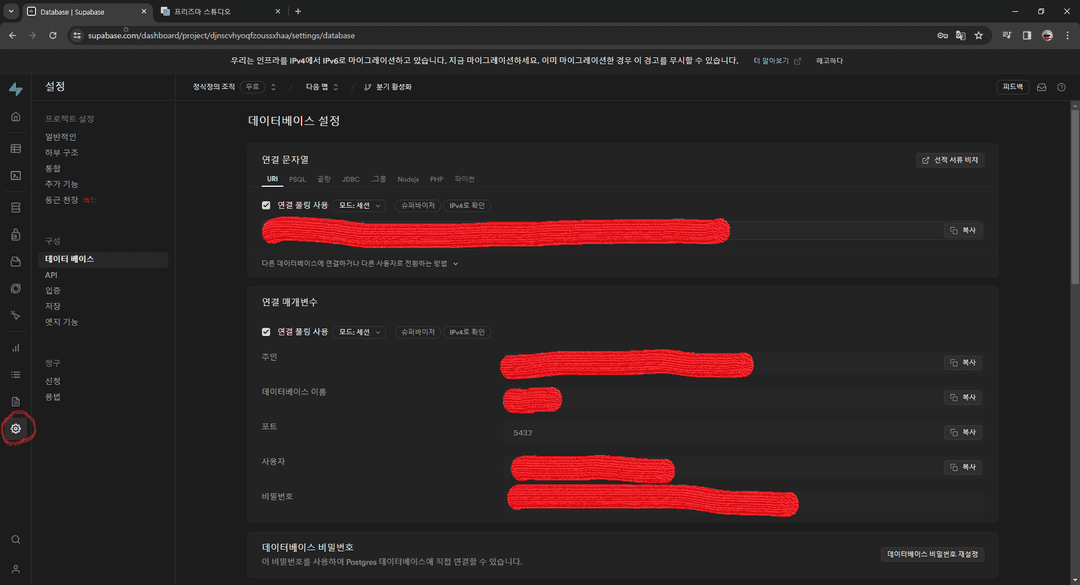 Database | Supabase
프리즈마 스튜디오
supabase.com/dashboard/project/djnscvhyoqfzoussxhaa/settings/database
우리는 인프라를 IPv4에서 IPv6로 마이그레이션하고 있습니다. 지금 마이그레이션하세요. 이미 마이그레이션한 경우 이 경고를 무시할 수 있습니다. 더 알아보기 해고하다
설정
정식정의 조직 무료 / 다음 앱 / 분기 활성화 피드백
프로젝트 설정
일반적인
하부 구조
통합
추가 기능
둥근 천장
구성
데이터 베이스
API
인증
저장
엣지 기능
청구
신청
용법
데이터베이스 설정
연결 문자열
선적 서류 비치
URI PSQL 골랑 JDBC .그물 Nodejs PHP 파이썬
연결 풀링 사용 모드: 세션 슈퍼바이저 IPv4로 확인
복사
다른 데이터베이스에 연결하거나 다른 사용자로 전환하는 방법
연결 매개변수
연결 풀링 사용 모드: 세션 슈퍼바이저 IPv4로 확인
주인 복사
데이터베이스 이름 복사
포트 5432 복사
사용자 복사
비밀번호
데이터베이스 비밀번호
이 비밀번호를 사용하여 Postgres 데이터베이스에 직접 연결할 수 있습니다.
데이터베이스 비밀번호 재설정